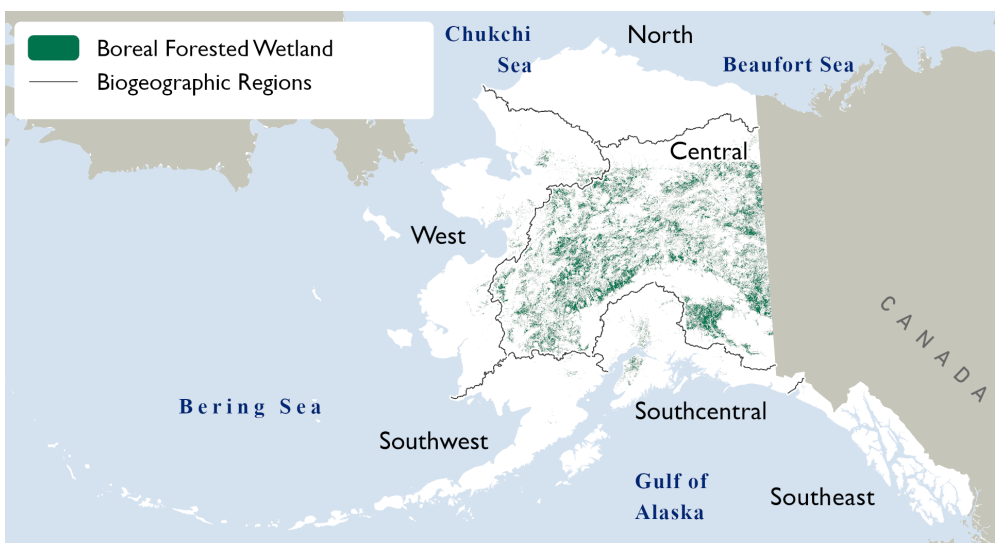 Boreal Forested Wetland
Biogeographic Regions
Chukchi
Sea
North
Beaufort Sea
Central
West
CANADA
Bering Sea
Southcentral
Southwest
Gulf of
Alaska
Southeast